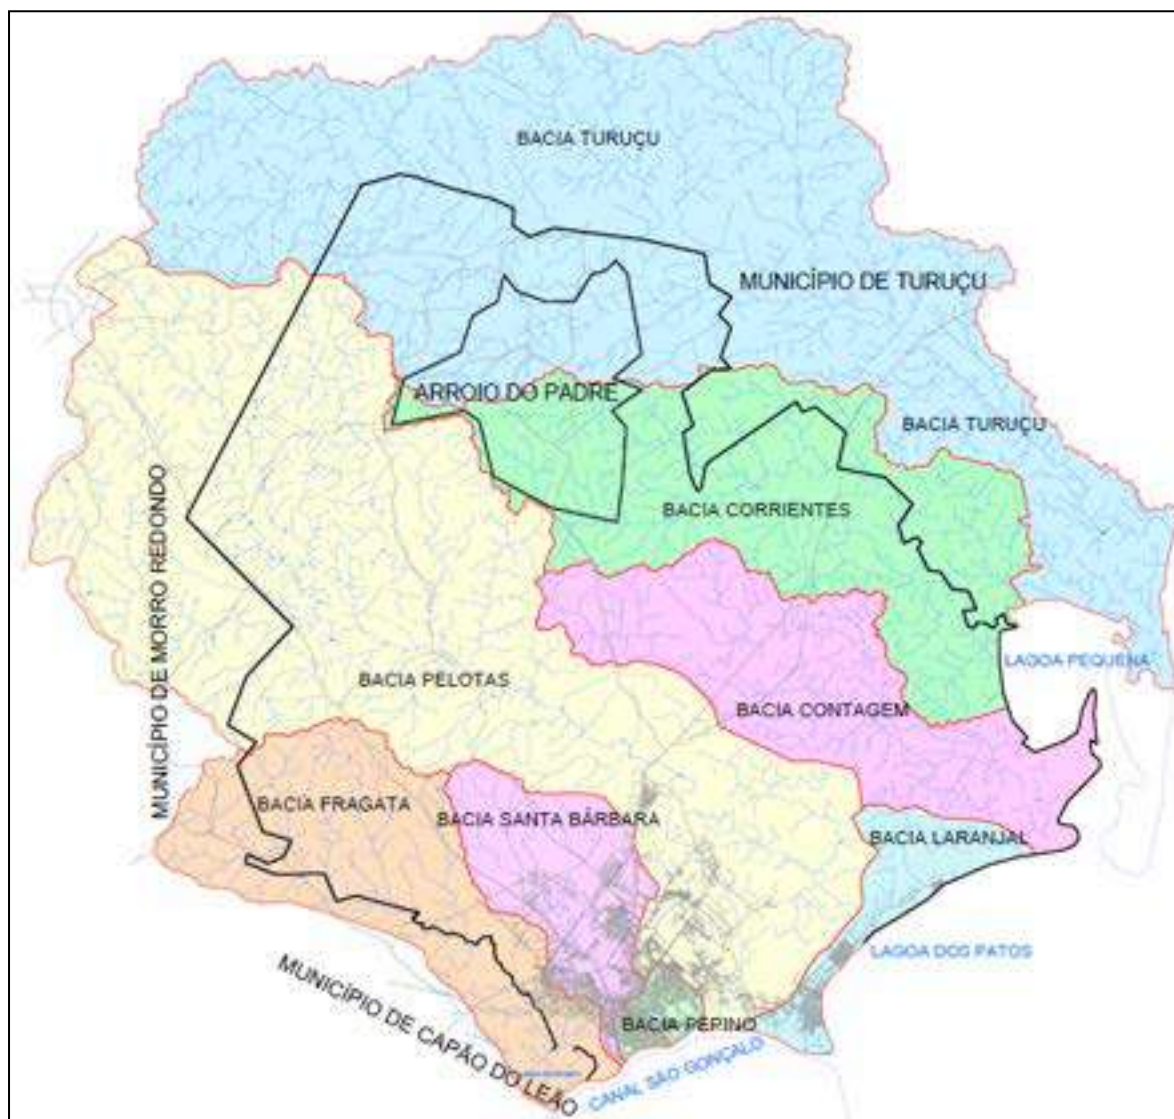 BACIA TURUÇU
MUNICÍPIO DE TURUÇU
ARROIO DO PADRE
BACIA TURUÇU
BACIA CORRIENTES
MUNICÍPIO DE MORRO REDONDO
LAGOA PEQUENA
BACIA PELOTAS
BACIA CONTAGEM
BACIA FRAGATA
BACIA SANTA BÁRBARA
BACIA LARANJAL
LAGOA DOS PATOS
MUNICÍPIO DE CAPÃO DO LEÃO
BACIA PEPINO
CANAL SÃO GONÇALO